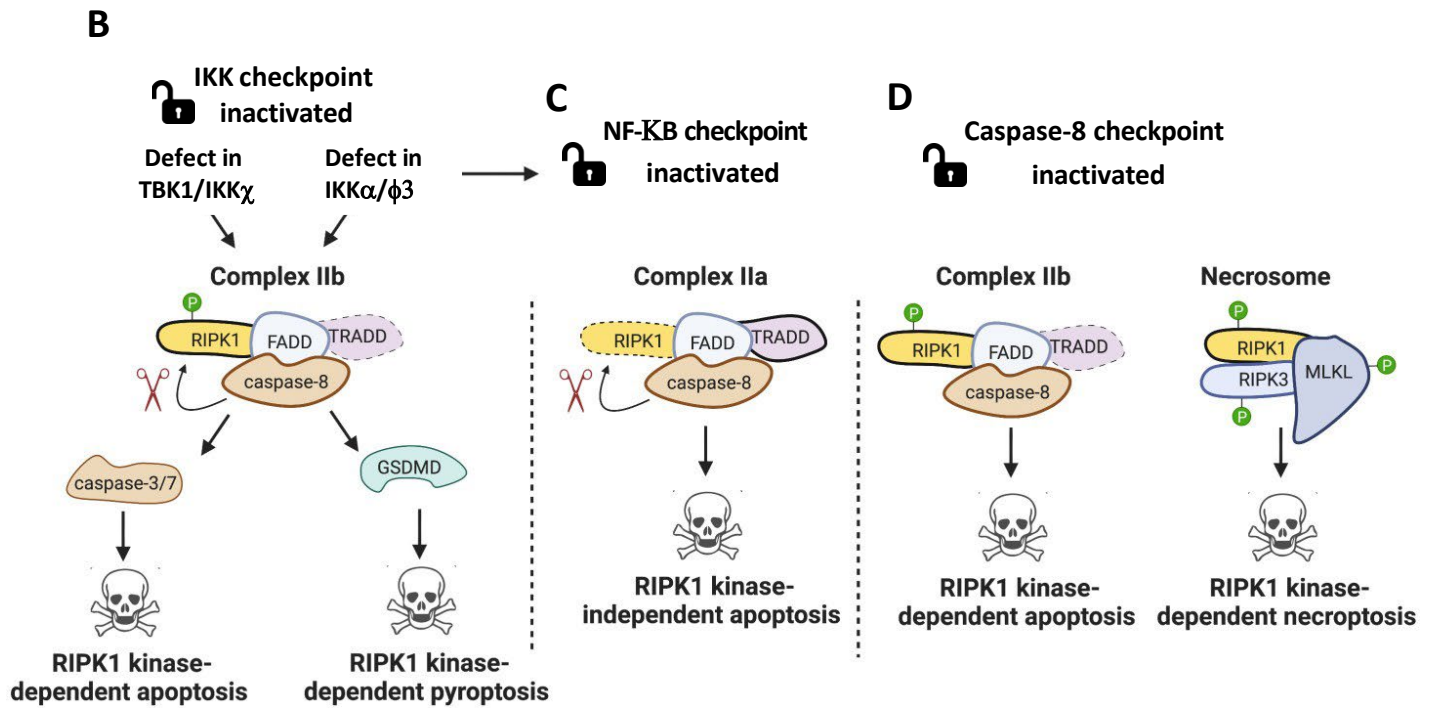 B
IKK checkpoint
inactivated
Defect in
TBK1/IKKχ
Defect in
IKKα/ϕ3
Complex IIb
P
RIPK1
FADD
TRADD
caspase-8
caspase-3/7
GSDMD
RIPK1 kinase-
dependent apoptosis
RIPK1 kinase-
dependent pyroptosis
C
NF-KB checkpoint
inactivated
Complex IIa
RIPK1
FADD
TRADD
caspase-8
RIPK1 kinase-
independent apoptosis
D
Caspase-8 checkpoint
inactivated
Complex IIb
P
RIPK1
FADD
TRADD
caspase-8
RIPK1 kinase-
dependent apoptosis
Necrosome
P
RIPK1
RIPK3
MLKL
P
P
RIPK1 kinase-
dependent necroptosis